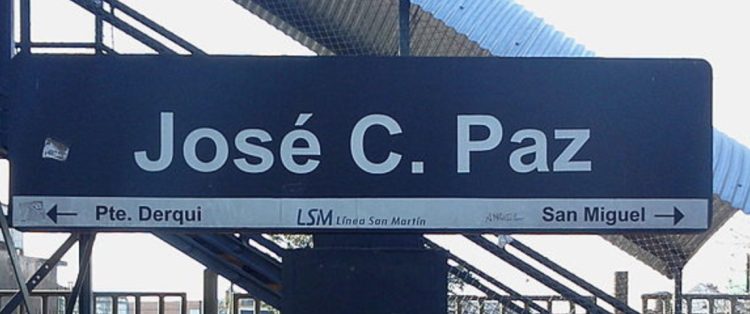 José C. Paz
← Pte. Derqui LSM Línea San Martín San Miguel →